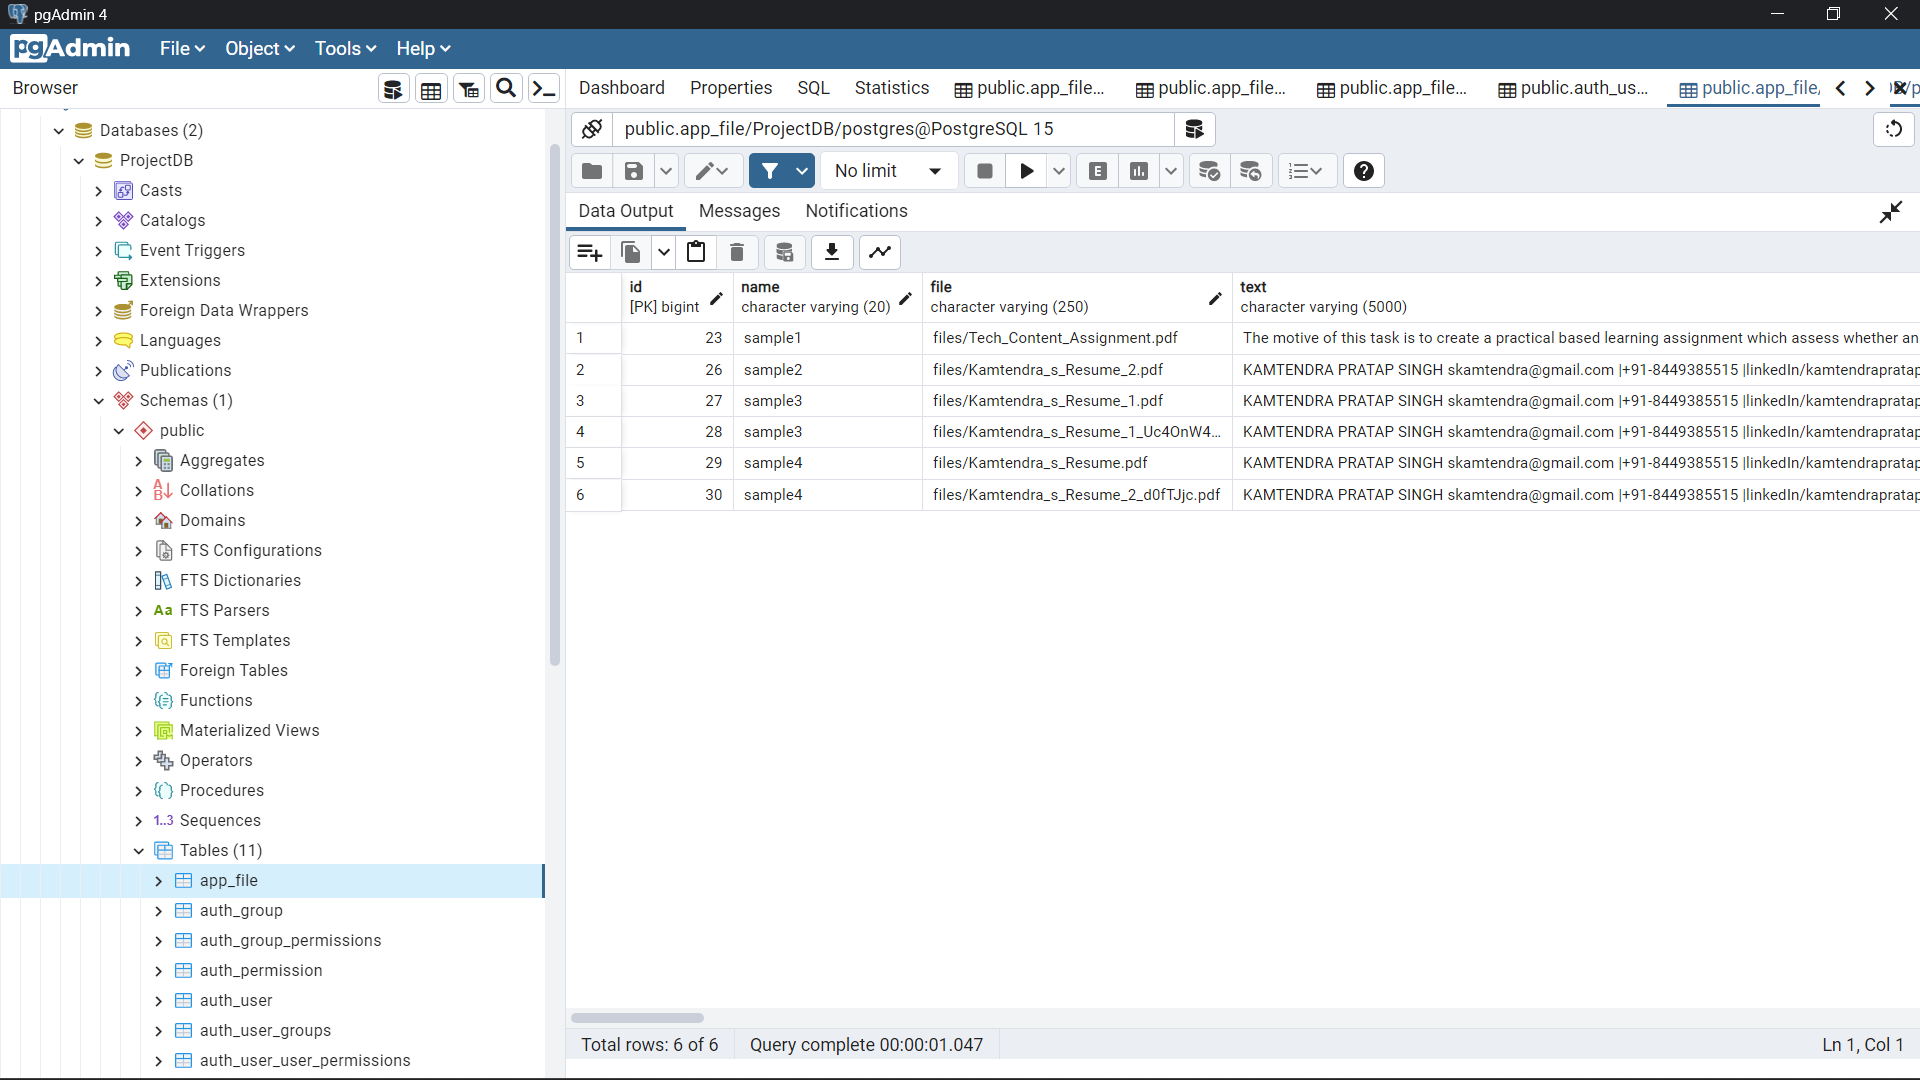 pgAdmin 4
pgAdmin File Object Tools Help
Browser
Dashboard Properties SQL Statistics public.app_file... public.app_file... public.app_file... public.auth_us... public.app_file/
public.app_file/ProjectDB/postgres@PostgreSQL 15
No limit
E
Data Output Messages Notifications
id name file text
[PK] bigint character varying (20) character varying (250) character varying (5000)
1 23 sample1 files/Tech_Content_Assignment.pdf The motive of this task is to create a practical based learning assignment which assess whether an
2 26 sample2 files/Kamtendra_s_Resume_2.pdf KAMTENDRA PRATAP SINGH skamtendra@gmail.com |+91-8449385515 |linkedIn/kamtendrapratap
3 27 sample3 files/Kamtendra_s_Resume_1.pdf KAMTENDRA PRATAP SINGH skamtendra@gmail.com |+91-8449385515 |linkedIn/kamtendrapratap
4 28 sample3 files/Kamtendra_s_Resume_1_Uc4OnW4... KAMTENDRA PRATAP SINGH skamtendra@gmail.com |+91-8449385515 |linkedIn/kamtendrapratap
5 29 sample4 files/Kamtendra_s_Resume.pdf KAMTENDRA PRATAP SINGH skamtendra@gmail.com |+91-8449385515 |linkedIn/kamtendrapratap
6 30 sample4 files/Kamtendra_s_Resume_2_d0fTJjc.pdf KAMTENDRA PRATAP SINGH skamtendra@gmail.com |+91-8449385515 |linkedIn/kamtendrapratap
Databases (2)
ProjectDB
Casts
Catalogs
Event Triggers
Extensions
Foreign Data Wrappers
Languages
Publications
Schemas (1)
public
Aggregates
Collations
Domains
FTS Configurations
FTS Dictionaries
Aa FTS Parsers
FTS Templates
Foreign Tables
Functions
Materialized Views
Operators
Procedures
1..3 Sequences
Tables (11)
app_file
auth_group
auth_group_permissions
auth_permission
auth_user
auth_user_groups
auth_user_user_permissions
Total rows: 6 of 6 Query complete 00:00:01.047 Ln 1, Col 1